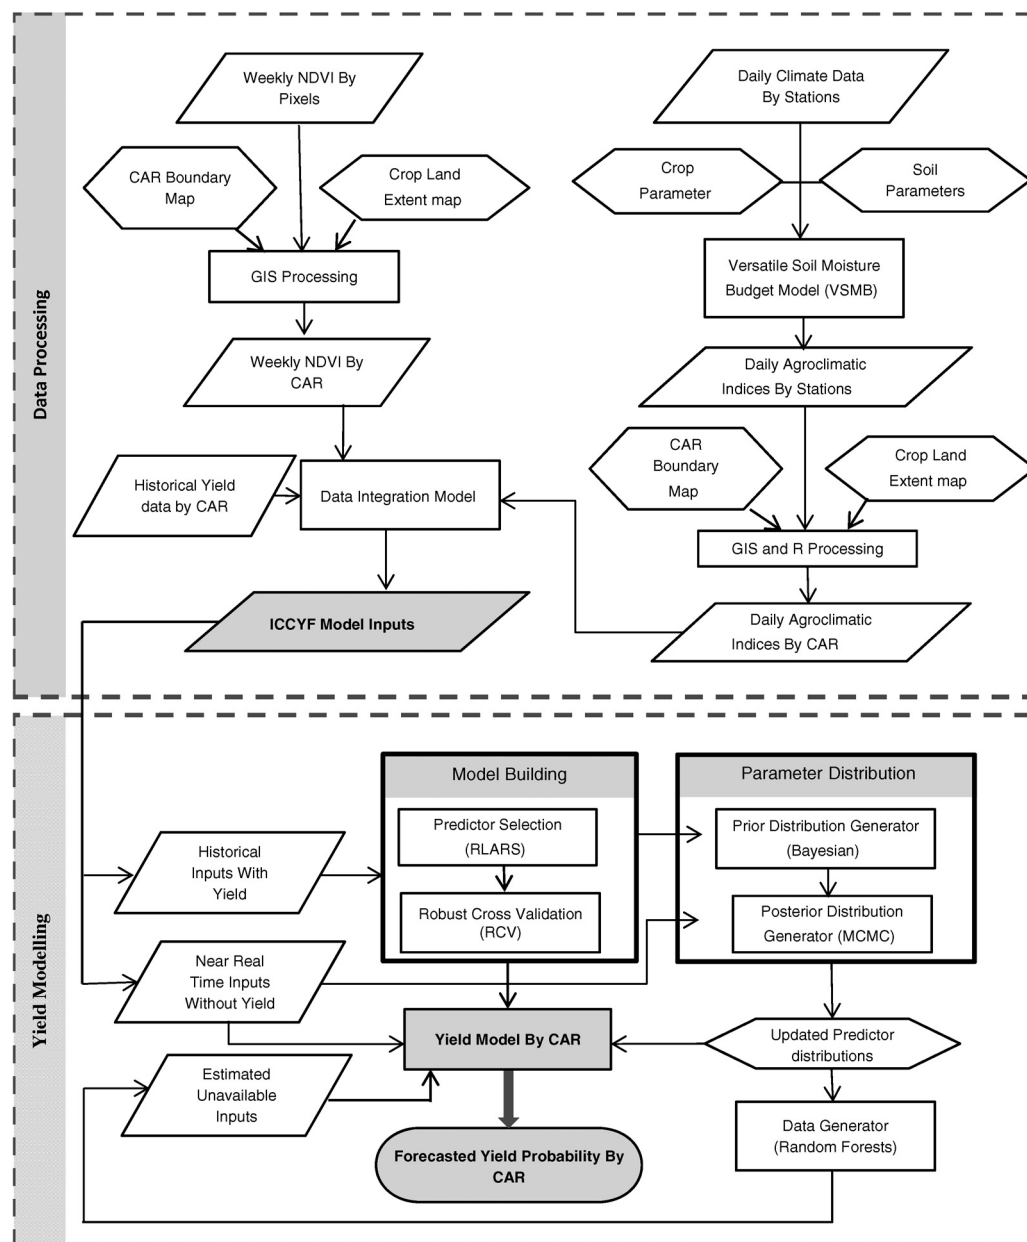 Data Processing
Weekly NDVI By
Pixels
CAR Boundary
Map
Crop Land
Extent map
GIS Processing
Weekly NDVI By
CAR
Historical Yield
data by CAR
Data Integration Model
ICCYF Model Inputs
Daily Climate Data
By Stations
Crop
Parameter
Soil
Parameters
Versatile Soil Moisture
Budget Model (VSMB)
Daily Agroclimatic
Indices By Stations
CAR
Boundary
Map
Crop Land
Extent map
GIS and R Processing
Daily Agroclimatic
Indices By CAR
Yield Modelling
Historical
Inputs With
Yield
Near Real
Time Inputs
Without Yield
Estimated
Unavailable
Inputs
Model Building
Predictor Selection
(RLARS)
Robust Cross Validation
(RCV)
Yield Model By CAR
Forecasted Yield Probability By
CAR
Parameter Distribution
Prior Distribution Generator
(Bayesian)
Posterior Distribution
Generator (MCMC)
Updated Predictor
distributions
Data Generator
(Random Forests)